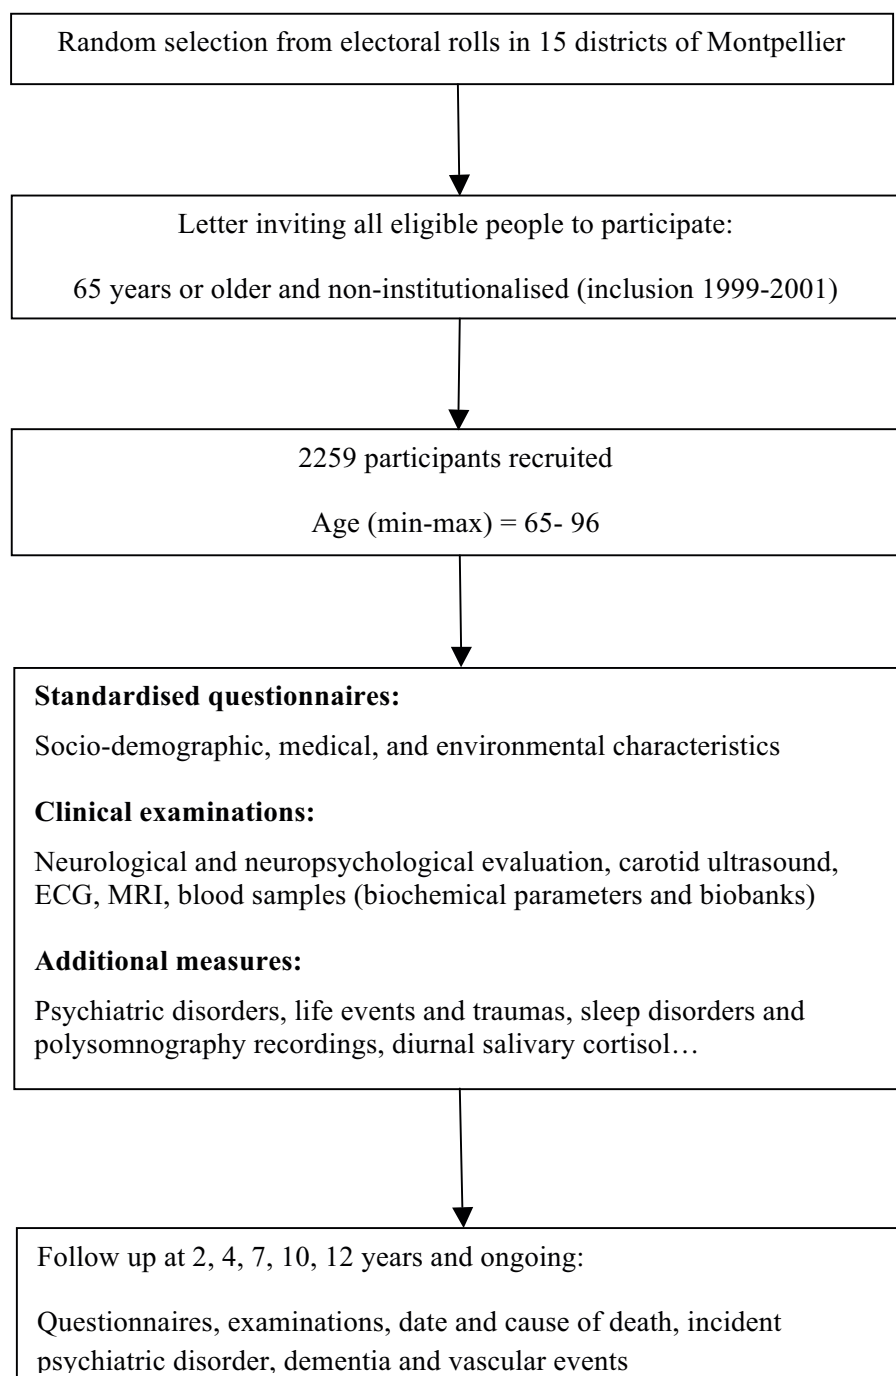 Random selection from electoral rolls in 15 districts of Montpellier
Letter inviting all eligible people to participate:
65 years or older and non-institutionalised (inclusion 1999-2001)
2259 participants recruited
Age (min-max) = 65- 96
Standardised questionnaires:
Socio-demographic, medical, and environmental characteristics
Clinical examinations:
Neurological and neuropsychological evaluation, carotid ultrasound,
ECG, MRI, blood samples (biochemical parameters and biobanks)
Additional measures:
Psychiatric disorders, life events and traumas, sleep disorders and
polysomnography recordings, diurnal salivary cortisol…
Follow up at 2, 4, 7, 10, 12 years and ongoing:
Questionnaires, examinations, date and cause of death, incident
psychiatric disorder, dementia and vascular events